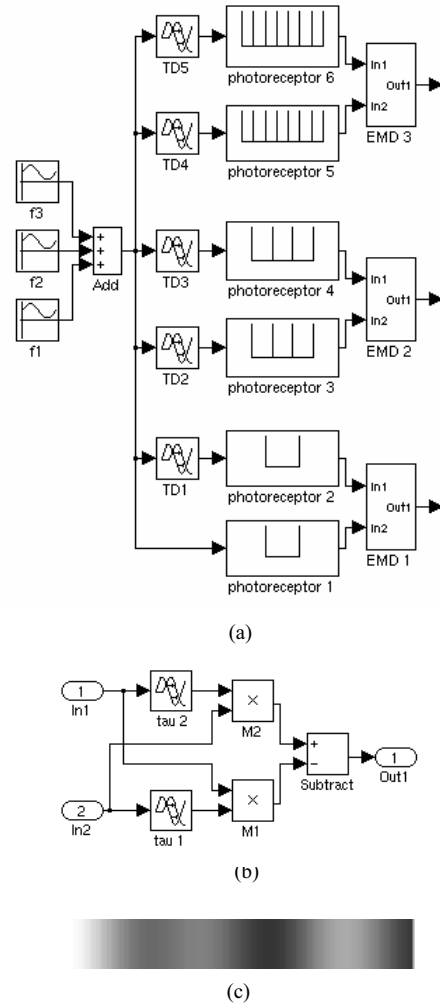 TD5
photoreceptor 6
In1
Out1
In2
EMD 3
TD4
photoreceptor 5
f3
+
+
+
Add
f2
f1
TD3
photoreceptor 4
In1
Out1
In2
EMD 2
TD2
photoreceptor 3
TD1
photoreceptor 2
In1
Out1
In2
EMD 1
photoreceptor 1
(a)
1
In1
tau 2
×
M2
+
−
Subtract
1
Out1
2
In2
tau 1
×
M1
(b)
(c)